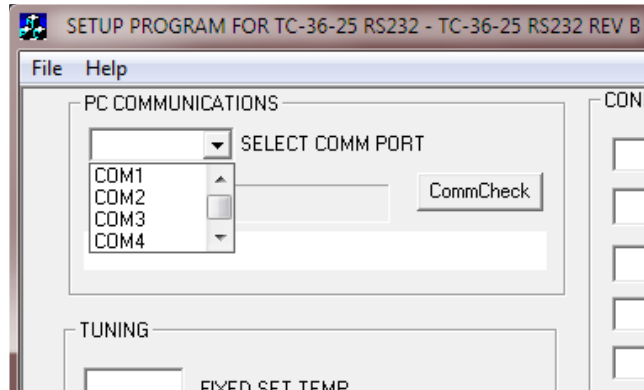 SETUP PROGRAM FOR TC-36-25 RS232 - TC-36-25 RS232 REV B
File Help
PC COMMUNICATIONS
SELECT COMM PORT
COM1
COM2
COM3
COM4
CommCheck
TUNING
FIXED SET TEMP